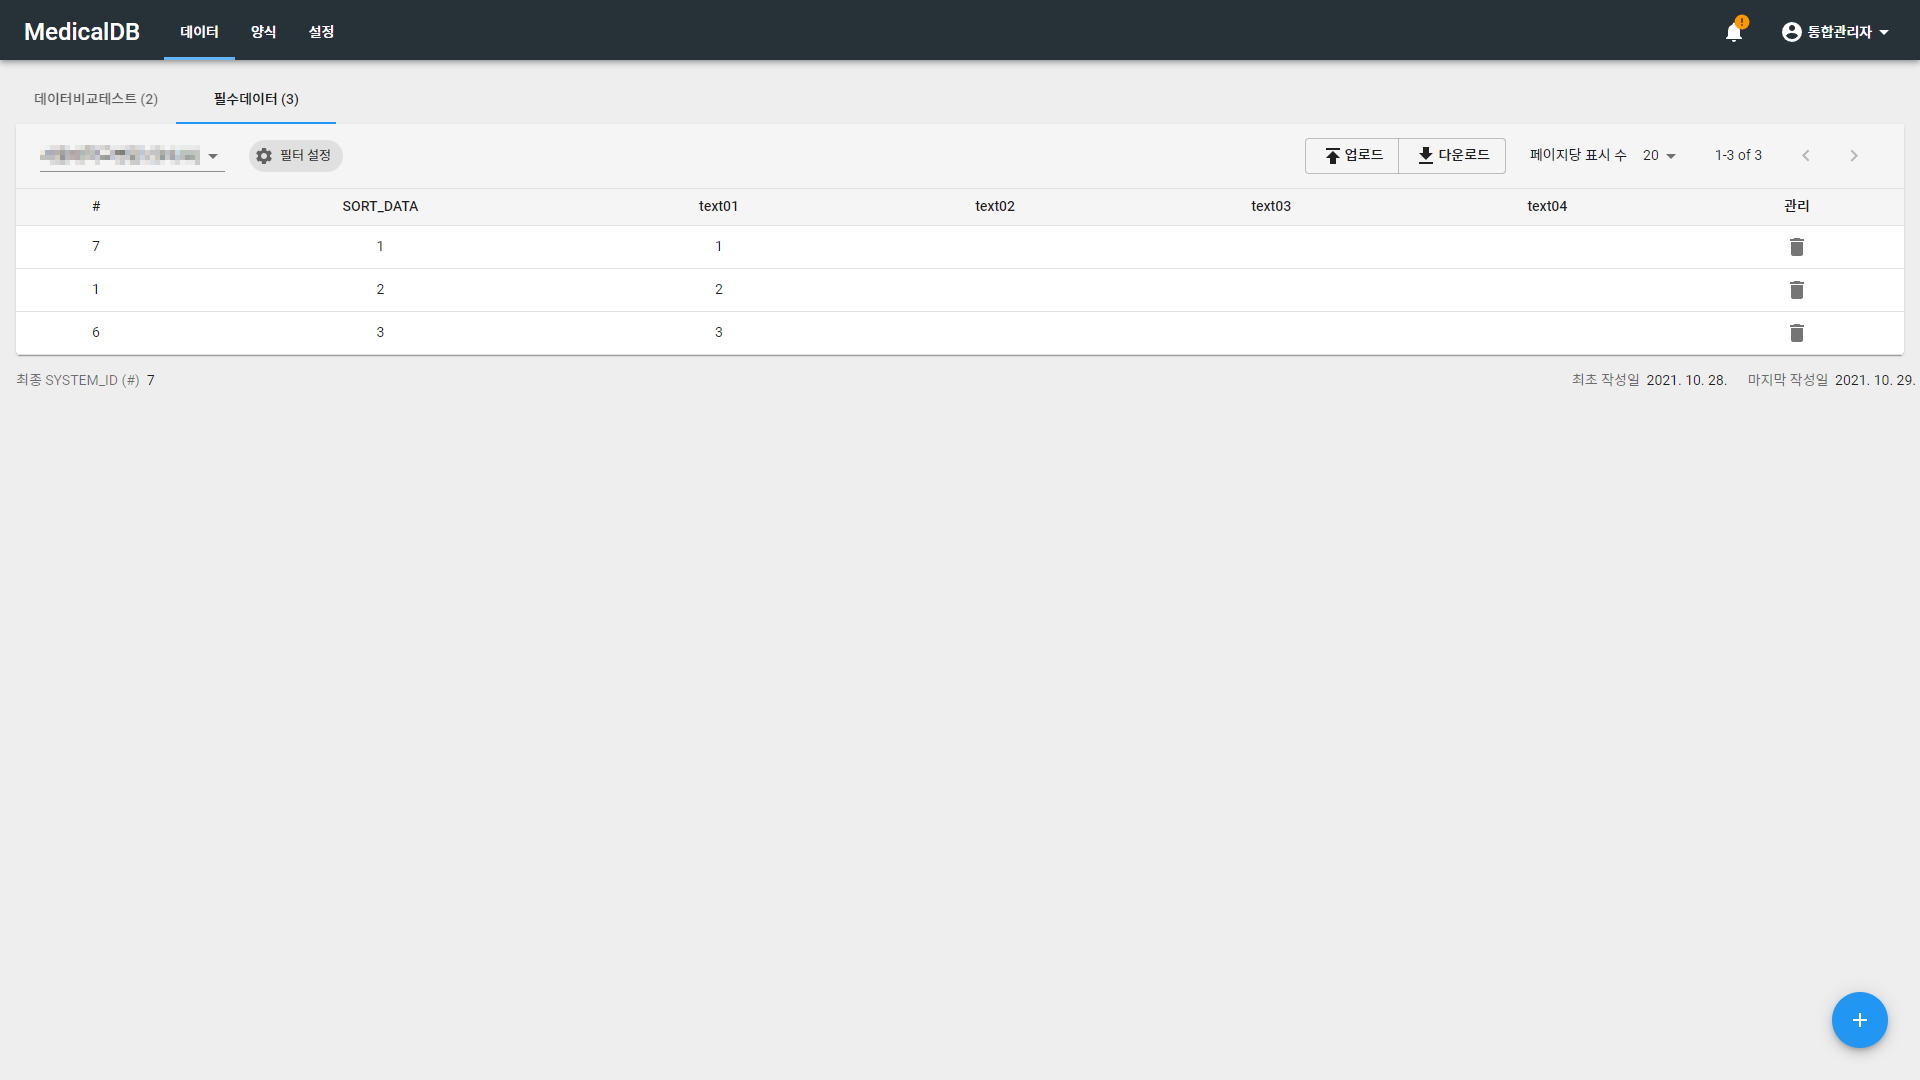 MedicalDB 데이터 양식 설정 ! 통합관리자
데이터비교테스트 (2) 필수데이터 (3)
필터 설정 업로드 다운로드 페이지당 표시 수 20 1-3 of 3
# SORT_DATA text01 text02 text03 text04 관리
7 1 1
1 2 2
6 3 3
최종 SYSTEM_ID (#) 7 최초 작성일 2021. 10. 28. 마지막 작성일 2021. 10. 29.